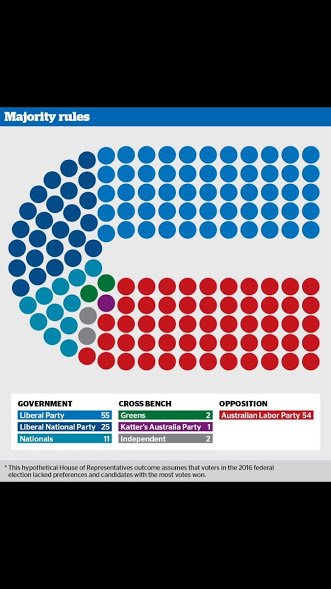 Majority rules
GOVERNMENT
Liberal Party 55
Liberal National Party 25
Nationals 11
CROSS BENCH
Greens 2
Katter's Australia Party 1
Independent 2
OPPOSITION
Australian Labor Party 54
* This hypothetical House of Representatives outcome assumes that voters in the 2016 federal
election lacked preferences and candidates with the most votes won.